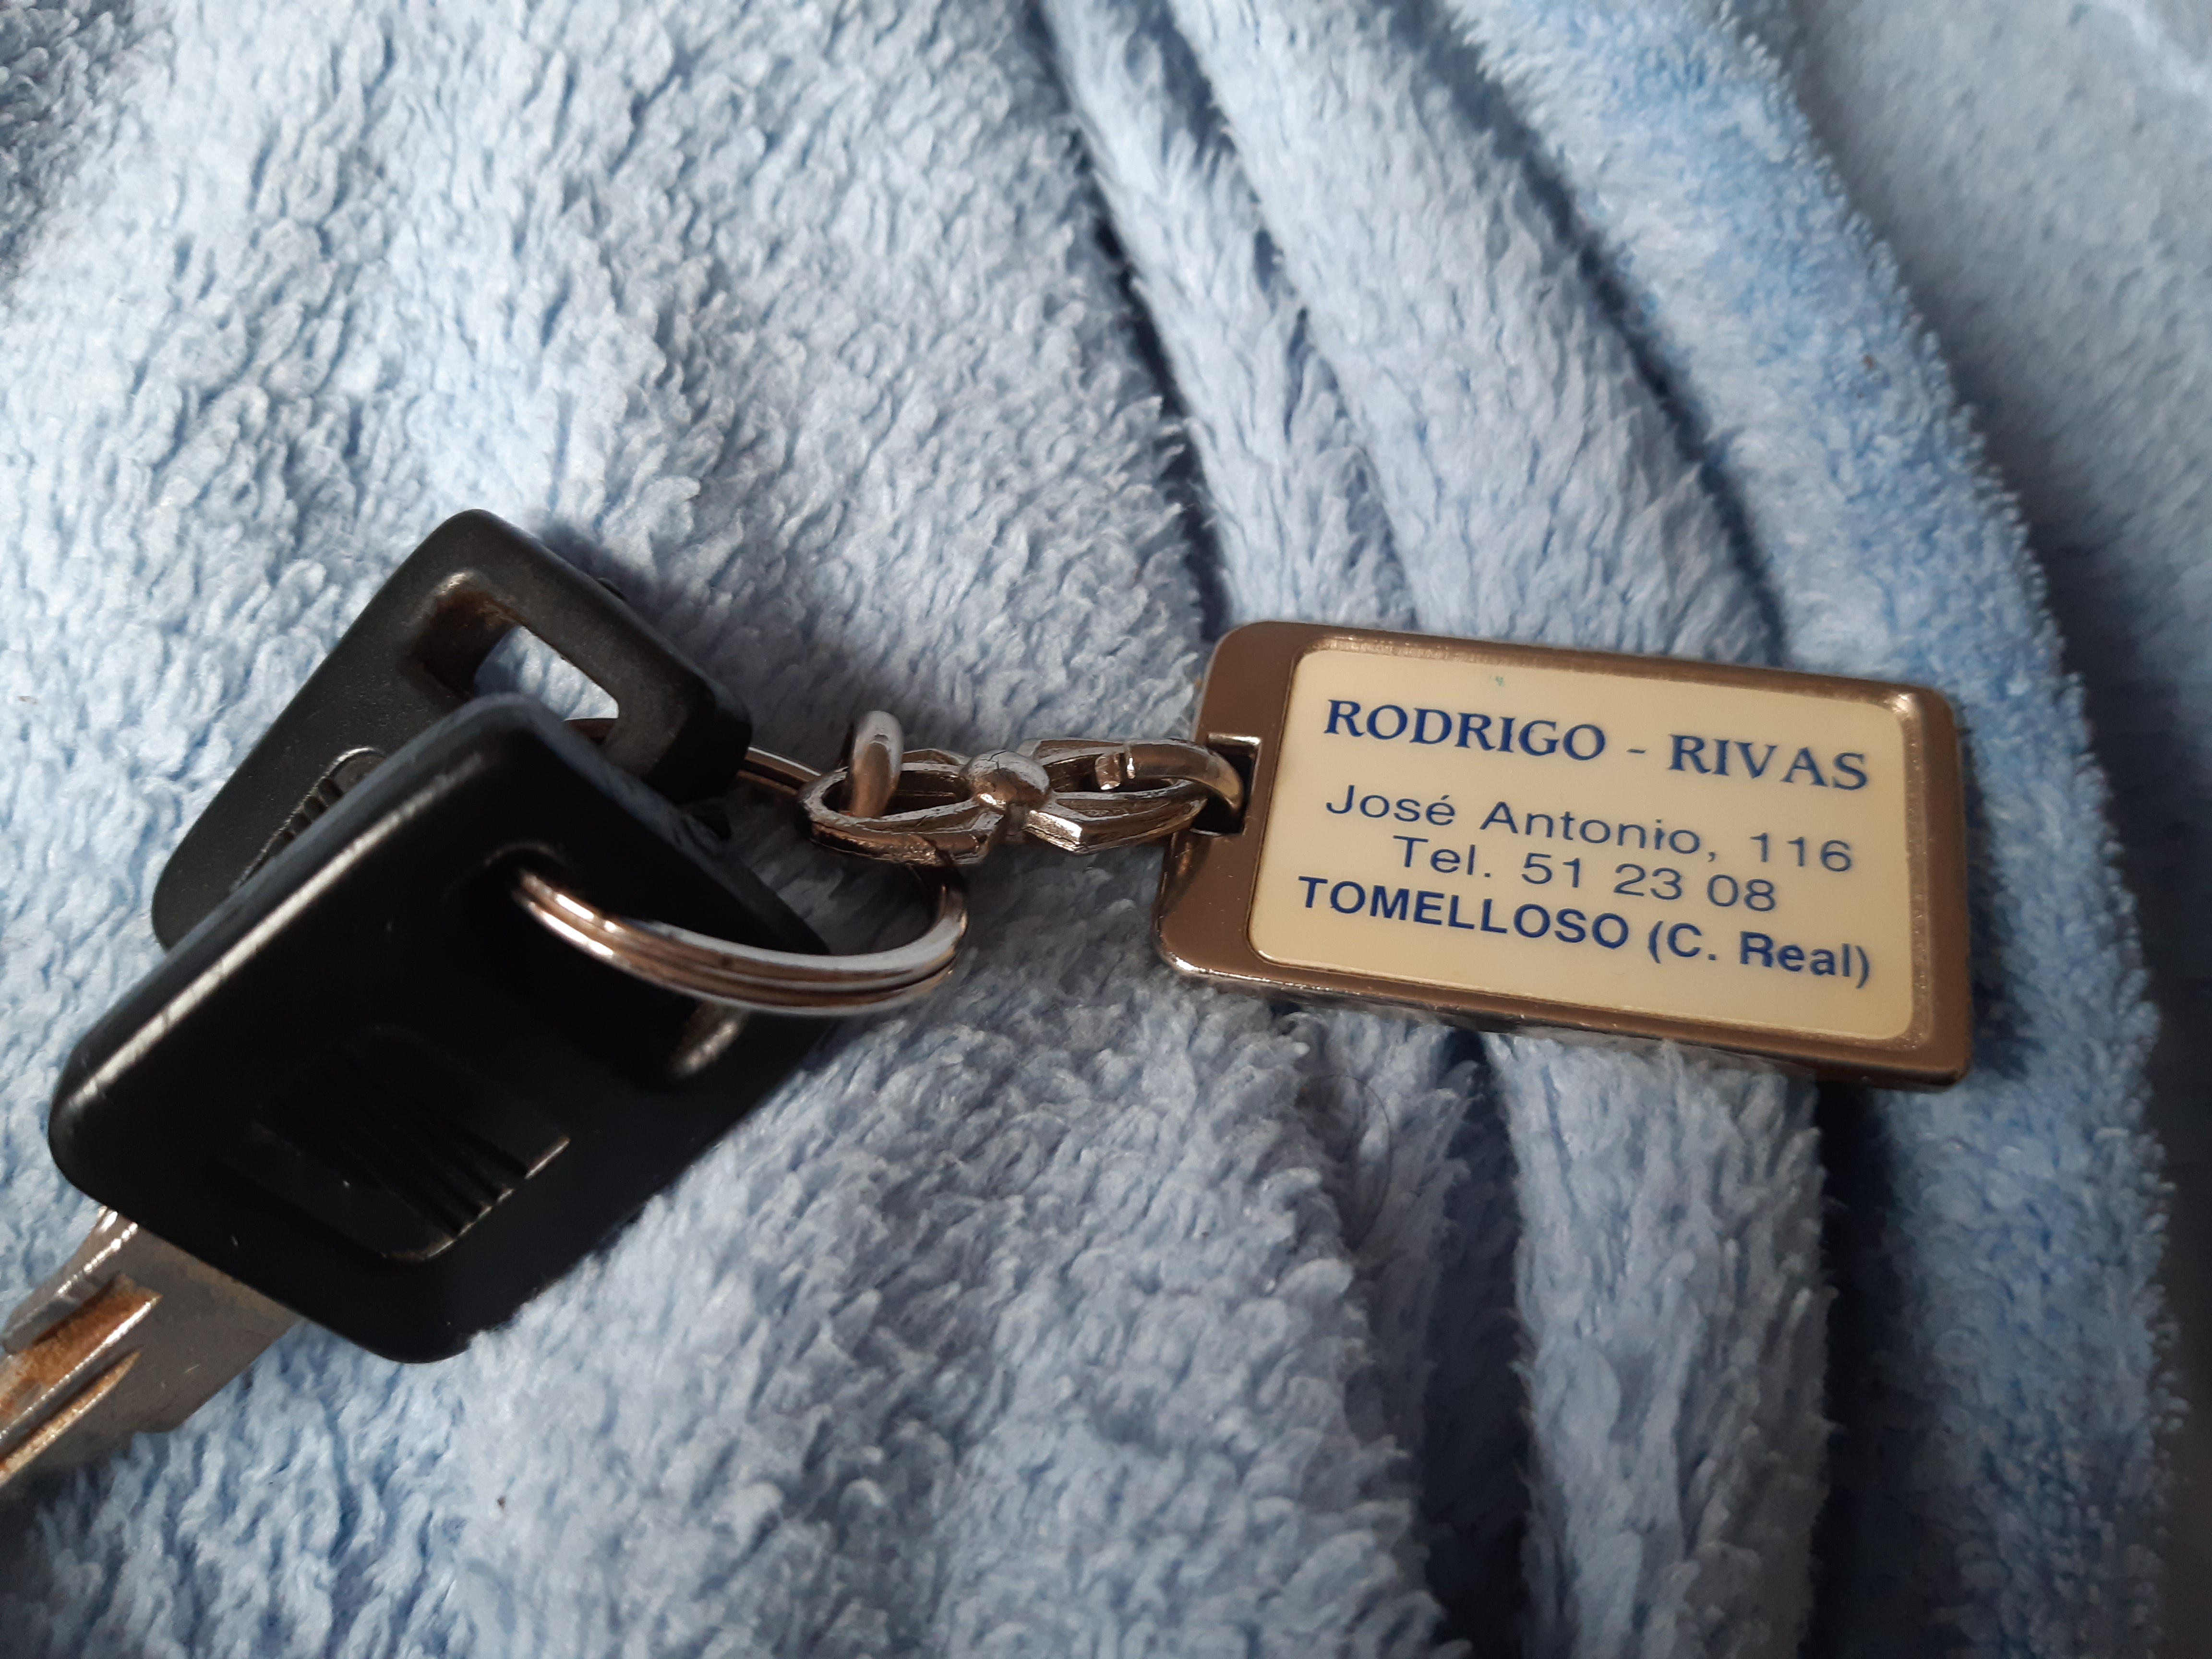 RODRIGO - RIVAS
José Antonio, 116
Tel. 51 23 08
TOMELLOSO (C. Real)